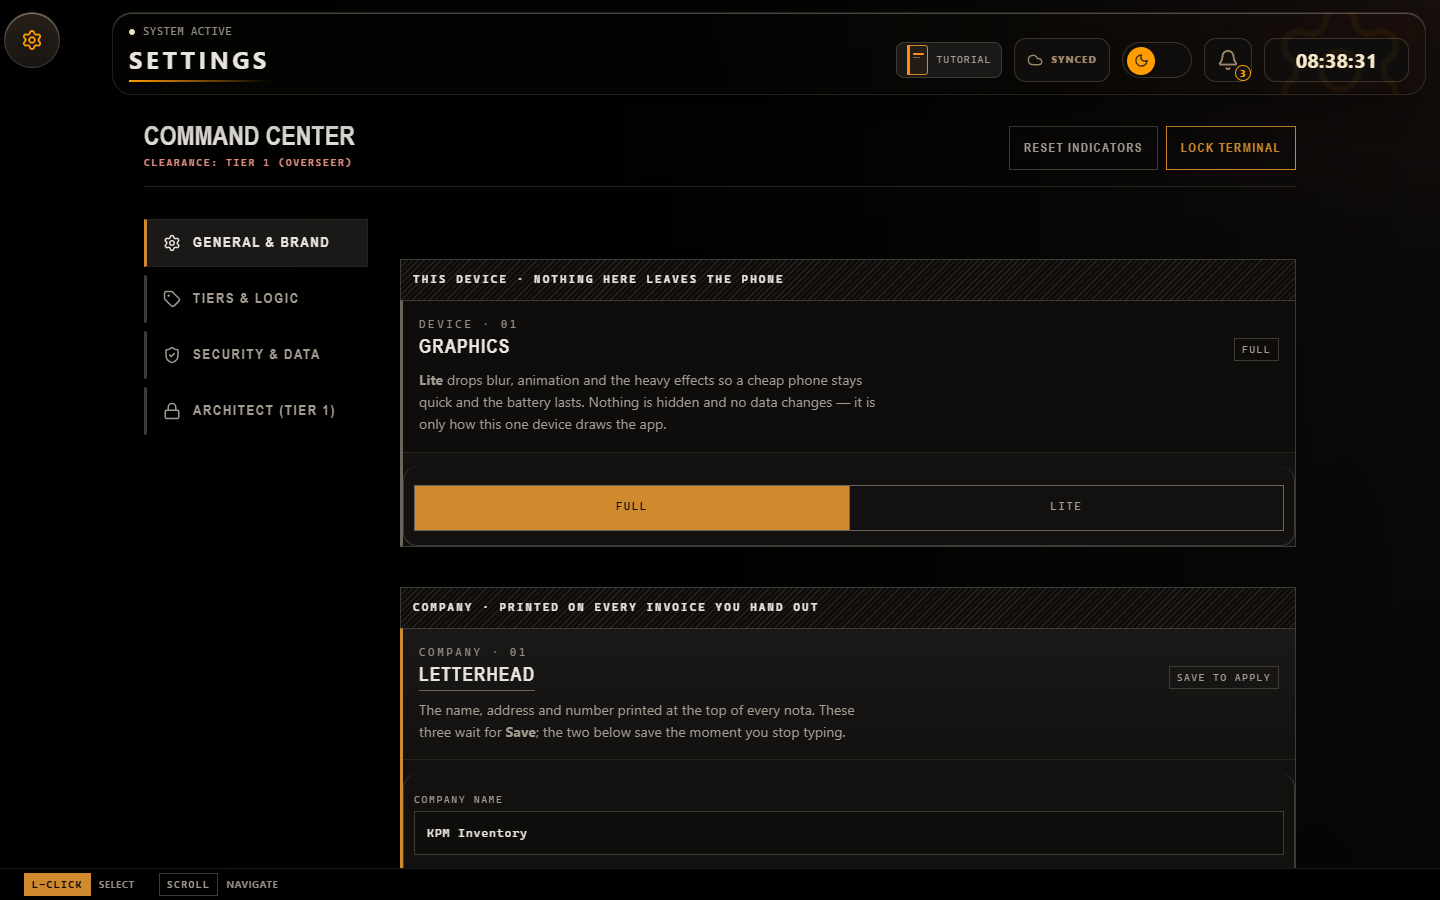 SYSTEM ACTIVE
SETTINGS
TUTORIAL
SYNCED
3
08:38:31
COMMAND CENTER
CLEARANCE: TIER 1 (OVERSEER)
RESET INDICATORS
LOCK TERMINAL
GENERAL & BRAND
TIERS & LOGIC
SECURITY & DATA
ARCHITECT (TIER 1)
THIS DEVICE · NOTHING HERE LEAVES THE PHONE
DEVICE · 01
GRAPHICS
FULL
Lite drops blur, animation and the heavy effects so a cheap phone stays
quick and the battery lasts. Nothing is hidden and no data changes — it is
only how this one device draws the app.
FULL
LITE
COMPANY · PRINTED ON EVERY INVOICE YOU HAND OUT
COMPANY · 01
LETTERHEAD
SAVE TO APPLY
The name, address and number printed at the top of every nota. These
three wait for Save; the two below save the moment you stop typing.
COMPANY NAME
KPM Inventory
L-CLICK
SELECT
SCROLL
NAVIGATE